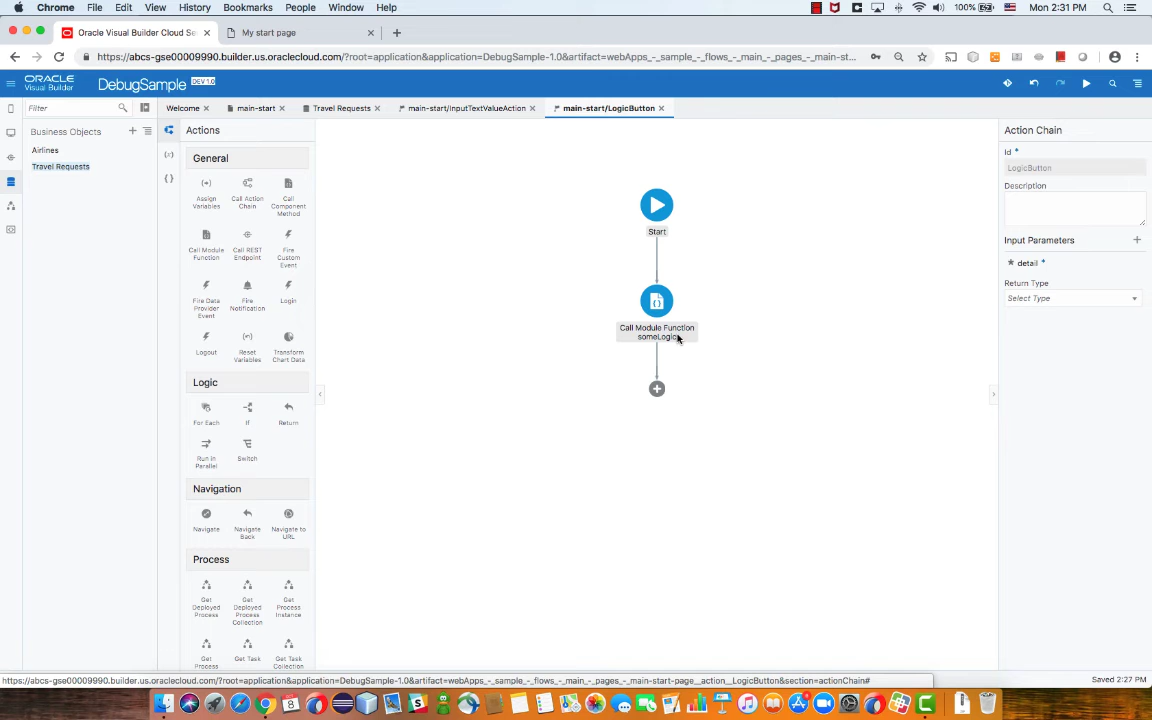 Chrome File Edit View History Bookmarks People Window Help 100% Mon 2:31 PM
Oracle Visual Builder Cloud Se × My start page × +
https://abcs-gse00009990.builder.us.oraclecloud.com/?root=application&application=DebugSample-1.0&artifact=webApps_-_sample_-_flows_-_main_-_pages_-_main-st...
ORACLE
Visual Builder
DebugSample DEV 1.0
Filter
Welcome × main-start × Travel Requests × main-start/InputTextValueAction × main-start/LogicButton ×
Business Objects
Airlines
Travel Requests
Actions
General
Assign Variables
Call Action Chain
Call Component Method
Call Module Function
Call REST Endpoint
Fire Custom Event
Fire Data Provider Event
Fire Notification
Login
Logout
Reset Variables
Transform Chart Data
Logic
For Each
If
Return
Run in Parallel
Switch
Navigation
Navigate
Navigate Back
Navigate to URL
Process
Get Deployed Process
Get Deployed Process Collection
Get Process Instance
Get Process
Get Task
Get Task Collection
Start
Call Module Function
someLogic
Action Chain
Id *
LogicButton
Description
Input Parameters
* detail *
Return Type
Select Type
https://abcs-gse00009990.builder.us.oraclecloud.com/?root=application&application=DebugSample-1.0&artifact=webApps_-_sample_-_flows_-_main_-_pages_-_main-start-page__action__LogicButton&section=actionChain#
Saved 2:27 PM